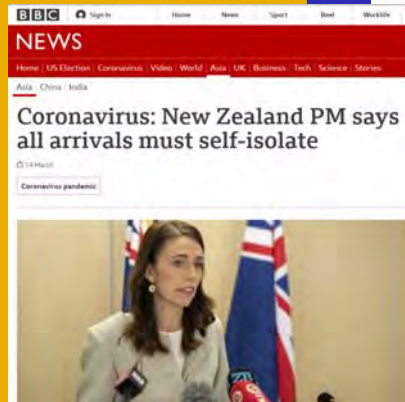 BBC Sign in Home News Sport Reel Worklife
NEWS
Home US Election Coronavirus Video World Asia UK Business Tech Science Stories
Asia China India
Coronavirus: New Zealand PM says
all arrivals must self-isolate
14 March
Coronavirus pandemic